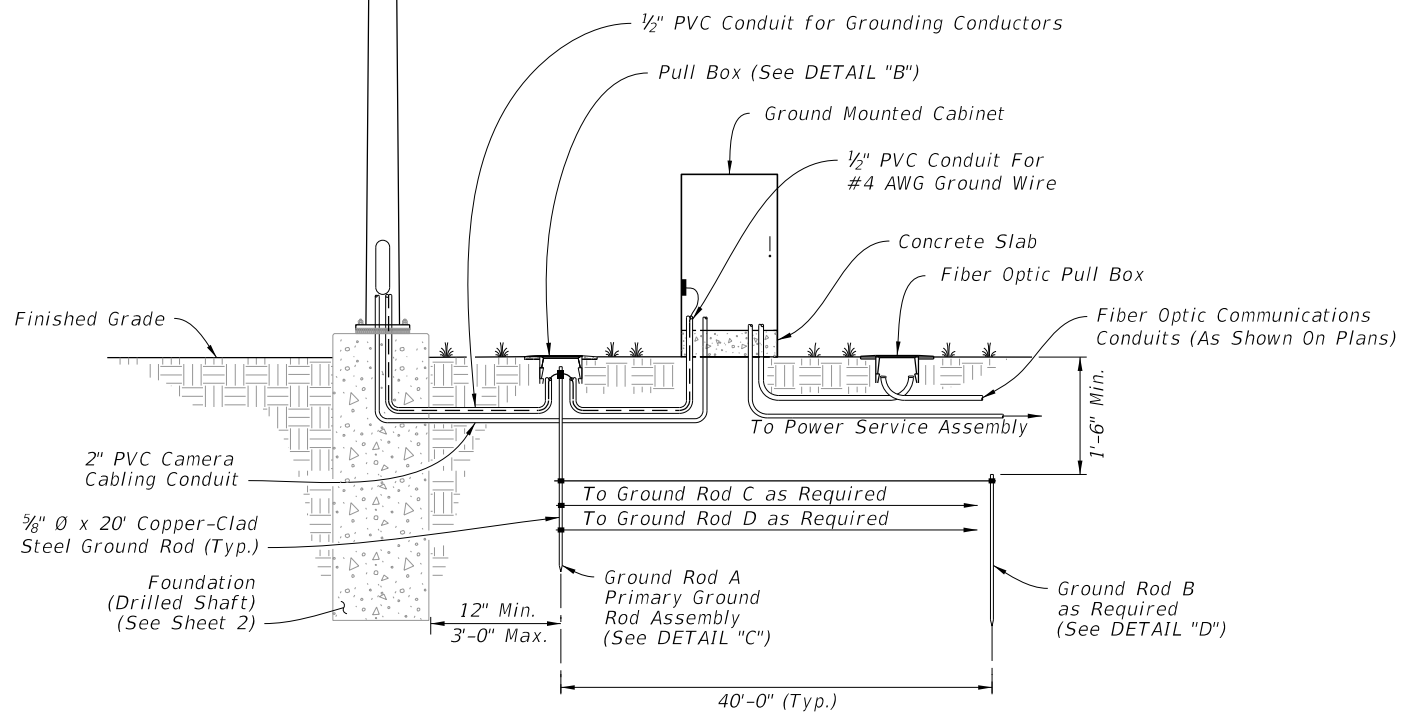 ½" PVC Conduit for Grounding Conductors
Pull Box (See DETAIL "B")
Ground Mounted Cabinet
½" PVC Conduit For
#4 AWG Ground Wire
Concrete Slab
Fiber Optic Pull Box
Finished Grade
Fiber Optic Communications
Conduits (As Shown On Plans)
1'-6" Min.
To Power Service Assembly
2" PVC Camera
Cabling Conduit
To Ground Rod C as Required
To Ground Rod D as Required
⅝" Ø x 20' Copper-Clad
Steel Ground Rod (Typ.)
Foundation
(Drilled Shaft)
(See Sheet 2)
12" Min.
3'-0" Max.
Ground Rod A
Primary Ground
Rod Assembly
(See DETAIL "C")
Ground Rod B
as Required
(See DETAIL "D")
40'-0" (Typ.)